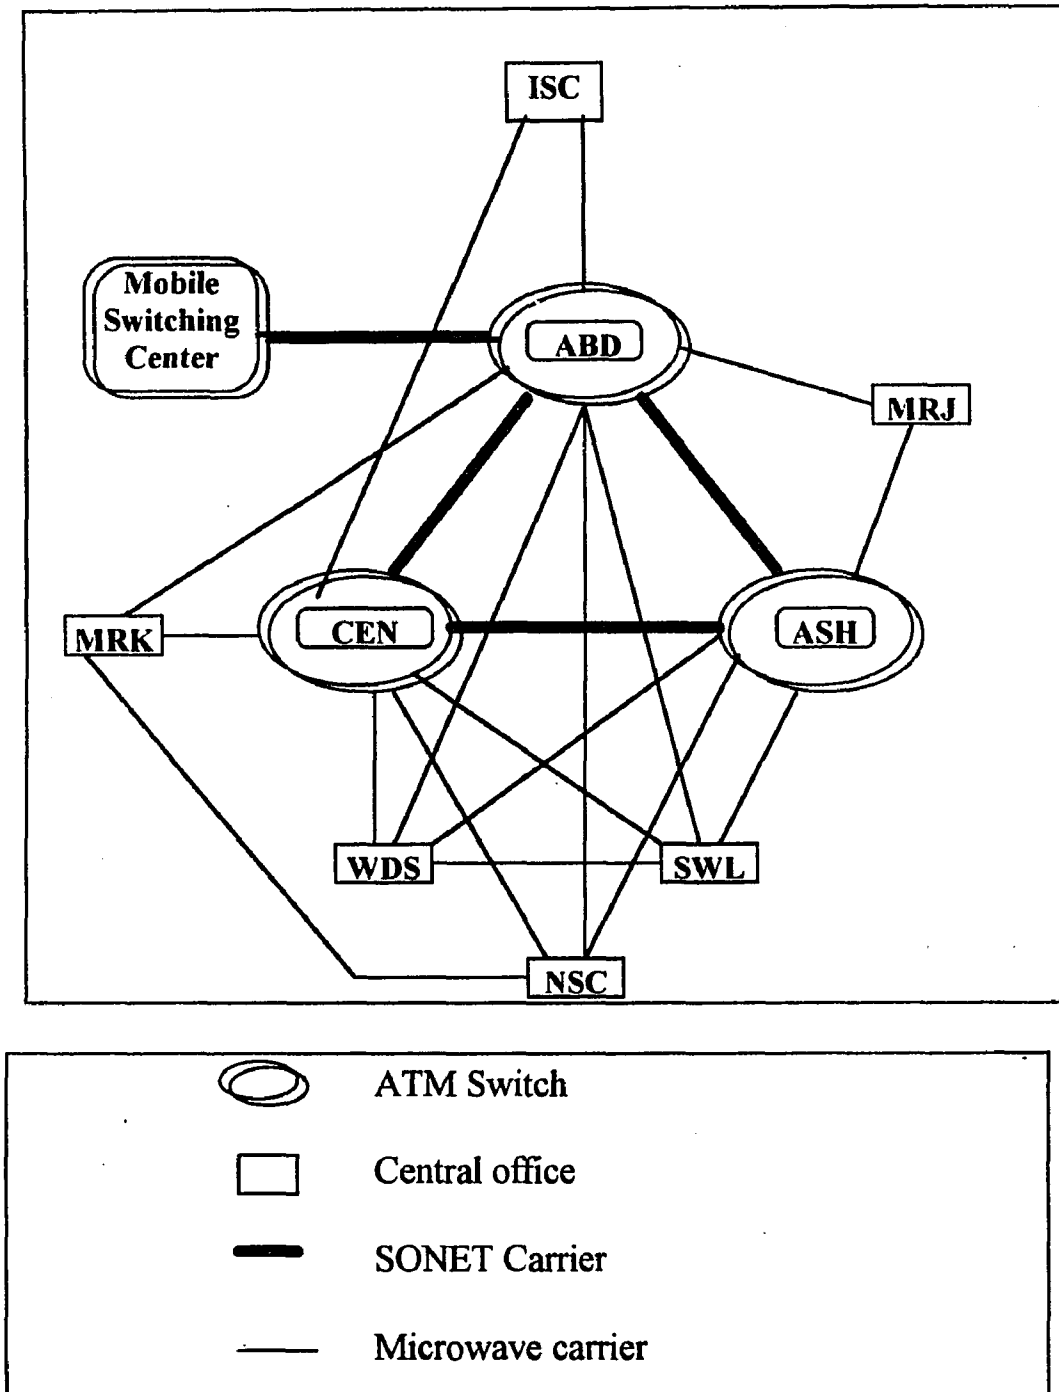 ISC
Mobile
Switching
Center
ABD
MRJ
MRK
CEN
ASH
WDS
SWL
NSC
ATM Switch
Central office
SONET Carrier
Microwave carrier